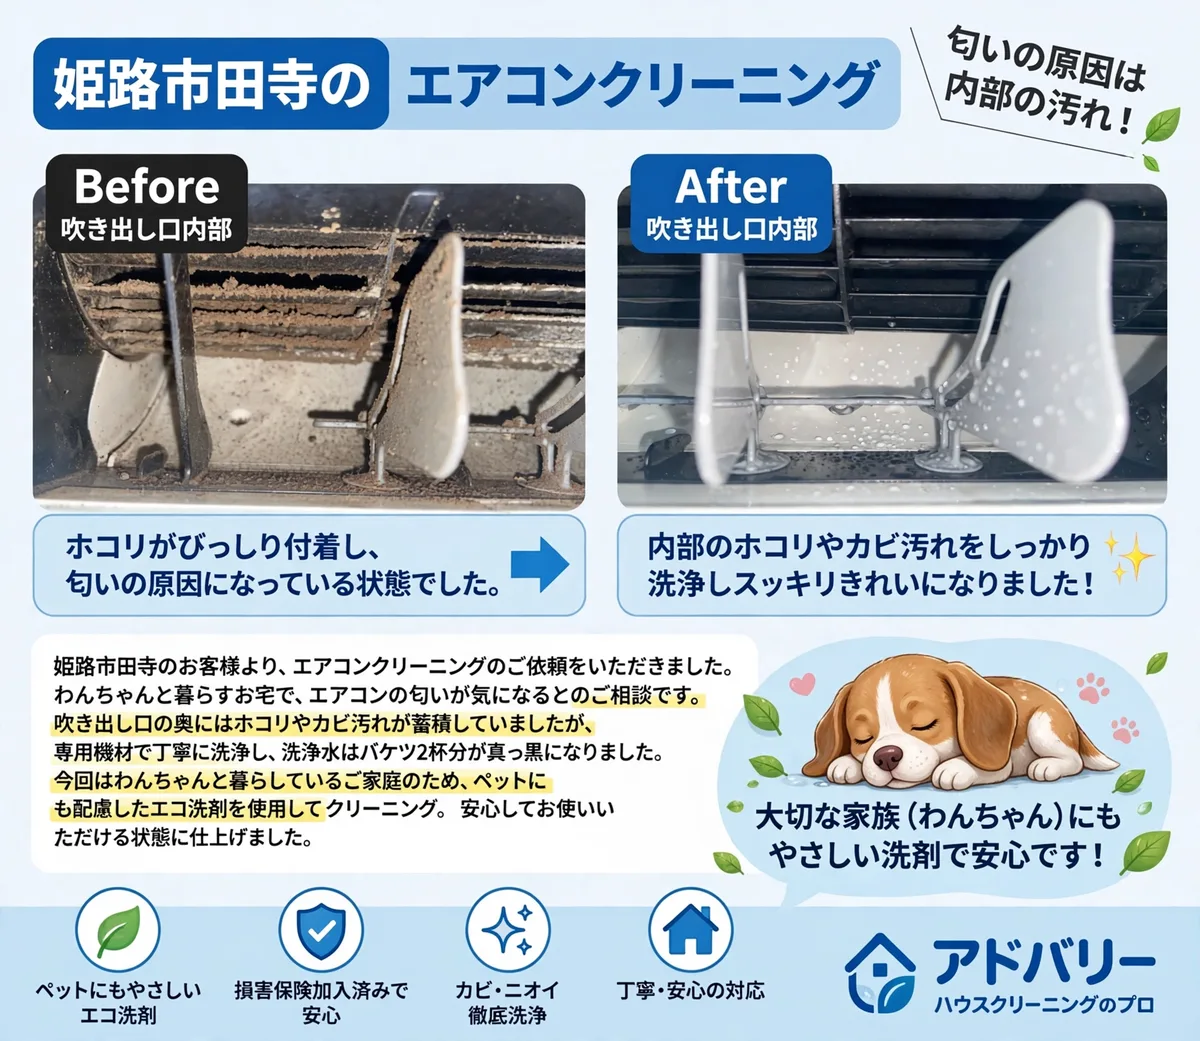 姫路市田寺の エアコンクリーニング
匂いの原因は
内部の汚れ！
Before
吹き出し口内部
After
吹き出し口内部
ホコリがびっしり付着し、
匂いの原因になっている状態でした。
内部のホコリやカビ汚れをしっかり
洗浄しスッキリきれいになりました！
姫路市田寺のお客様より、エアコンクリーニングのご依頼をいただきました。
わんちゃんと暮らすお宅で、エアコンの匂いが気になるとのご相談です。
吹き出し口の奥にはホコリやカビ汚れが蓄積していましたが、
専用機材で丁寧に洗浄し、洗浄水はバケツ2杯分が真っ黒になりました。
今回はわんちゃんと暮らしているご家庭のため、ペットに
も配慮したエコ洗剤を使用してクリーニング。 安心してお使いい
ただける状態に仕上げました。
大切な家族（わんちゃん）にも
やさしい洗剤で安心です！
ペットにもやさしい
エコ洗剤
損害保険加入済みで
安心
カビ・ニオイ
徹底洗浄
丁寧・安心の対応
アドバリー
ハウスクリーニングのプロ